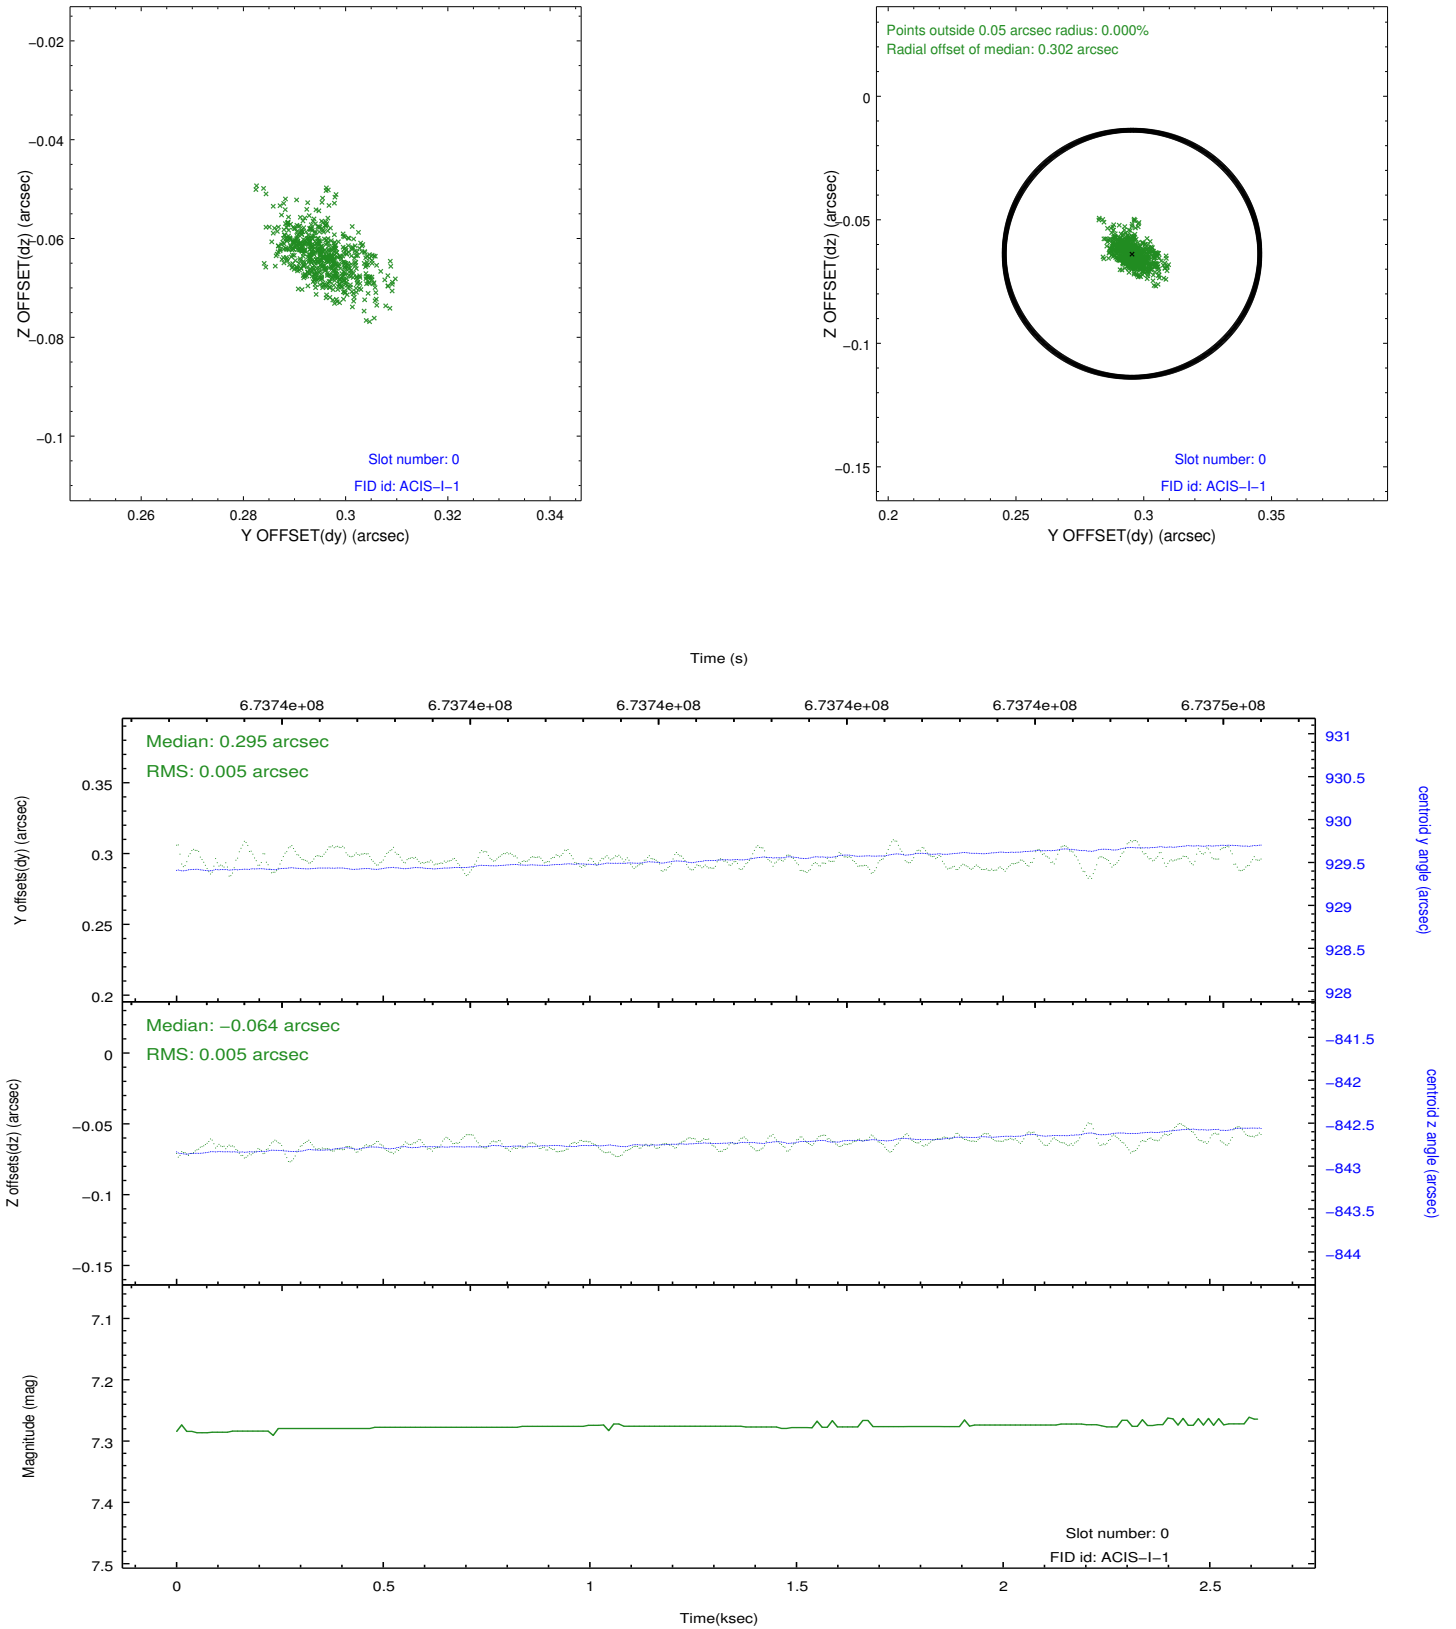 −0.02
−0.04
−0.06
−0.08
−0.1
Z OFFSET(dz) (arcsec)
Slot number: 0
FID id: ACIS−I−1
0.26 0.28 0.3 0.32 0.34
Y OFFSET(dy) (arcsec)
Points outside 0.05 arcsec radius: 0.000%
Radial offset of median: 0.302 arcsec
0
−0.05
−0.1
−0.15
Z OFFSET(dz) (arcsec)
Slot number: 0
FID id: ACIS−I−1
0.2 0.25 0.3 0.35
Y OFFSET(dy) (arcsec)
Time (s)
6.7374e+08 6.7374e+08 6.7374e+08 6.7374e+08 6.7374e+08 6.7375e+08
Median: 0.295 arcsec
RMS: 0.005 arcsec
0.35
0.3
0.25
0.2
Y offsets(dy) (arcsec)
931
930.5
930
929.5
929
928.5
928
centroid y angle (arcsec)
Median: −0.064 arcsec
RMS: 0.005 arcsec
0
−0.05
−0.1
−0.15
Z offsets(dz) (arcsec)
−841.5
−842
−842.5
−843
−843.5
−844
centroid z angle (arcsec)
7.1
7.2
7.3
7.4
7.5
Magnitude (mag)
Slot number: 0
FID id: ACIS−I−1
0 0.5 1 1.5 2 2.5
Time(ksec)